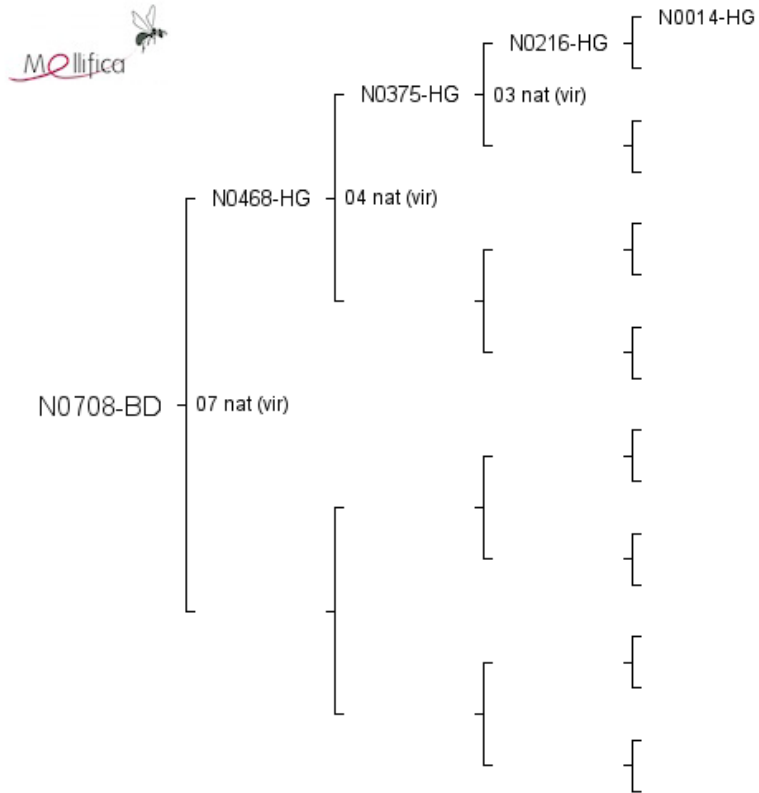 Mellifica
N0014-HG
N0216-HG
N0375-HG
03 nat (vir)
N0468-HG
04 nat (vir)
N0708-BD
07 nat (vir)